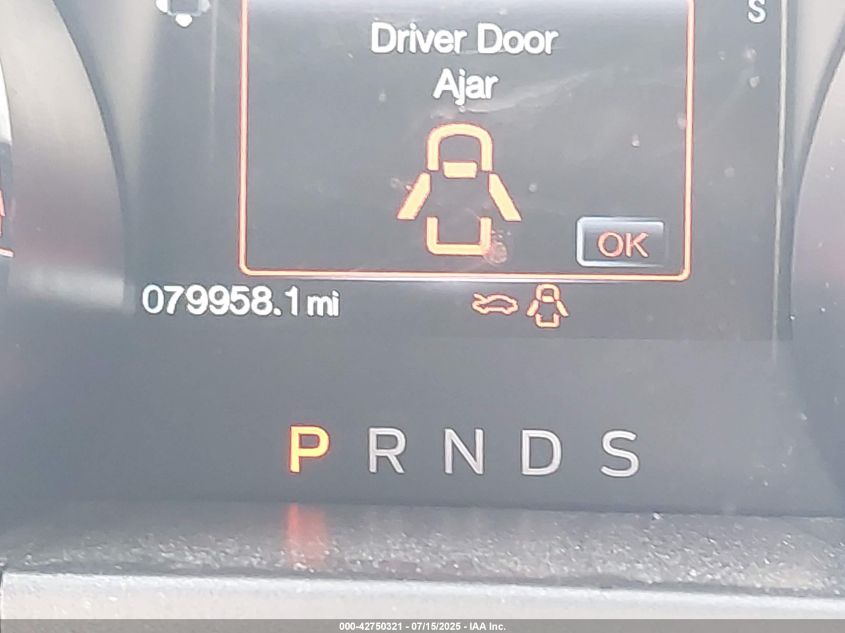 S
Driver Door
Ajar
OK
079958.1 mi
P R N D S
000-42750321 - 07/15/2025 - IAA Inc.